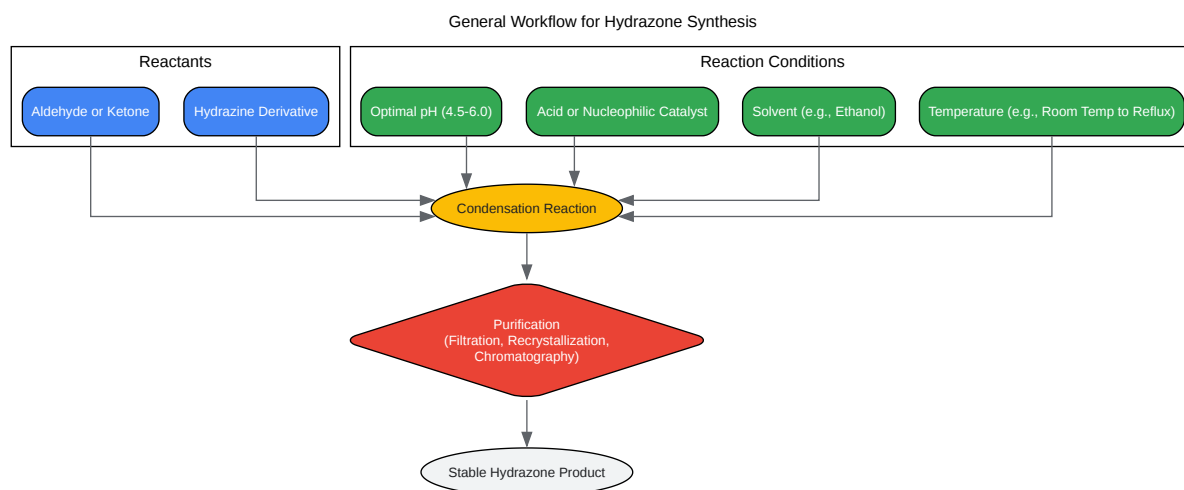 General Workflow for Hydrazone Synthesis
Reactants
Reaction Conditions
Aldehyde or Ketone
Hydrazine Derivative
Optimal pH (4.5-6.0)
Acid or Nucleophilic Catalyst
Solvent (e.g., Ethanol)
Temperature (e.g., Room Temp to Reflux)
Condensation Reaction
Purification
(Filtration, Recrystallization,
Chromatography)
Stable Hydrazone Product